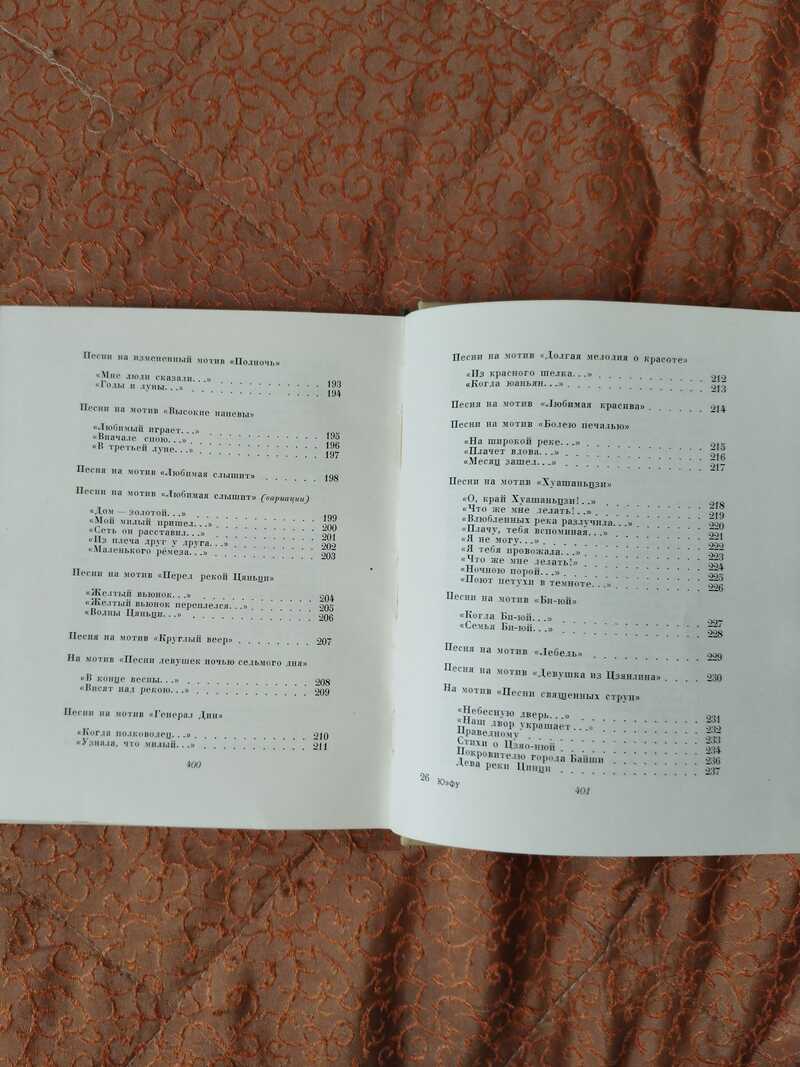 Песни на измененный мотив «Полночь»
«Мне люди сказали...» . . . . . . . . . . 193
«Годы и луны...» . . . . . . . . . . 194
Песни на мотив «Высокие напевы»
«Любимый играет...» . . . . . . . . . . 195
«Вначале спою...» . . . . . . . . . . 196
«В третьей луне...» . . . . . . . . . . 197
Песня на мотив «Любимая слышит» . . . . . . 198
Песни на мотив «Любимая слышит» (вариации)
«Дом — золотой...» . . . . . . . . . . 199
«Мой милый пришел...» . . . . . . . . . . 200
«Сеть он расставил...» . . . . . . . . . . 201
«Из плеча друг у друга...» . . . . . . . . 202
«Маленького ремеза...» . . . . . . . . . . 203
Песни на мотив «Перед рекой Цяньци»
«Желтый вьюнок...» . . . . . . . . . . 204
«Желтый вьюнок переплелся...» . . . . . . 205
«Волны Цяньци...» . . . . . . . . . . 206
Песня на мотив «Круглый веер» . . . . . . . 207
На мотив «Песни девушек ночью седьмого дня»
«В конце весны...» . . . . . . . . . . 208
«Висят над рекою...» . . . . . . . . . . 209
Песни на мотив «Генерал Дин»
«Когда полководец...» . . . . . . . . . . 210
«Узнала, что милый...» . . . . . . . . . . 211
400
Песни на мотив «Долгая мелодия о красоте»
«Из красного шелка...» . . . . . . . . . . 212
«Когда юаньян...» . . . . . . . . . . 213
Песня на мотив «Любимая красива» . . . . . . 214
Песни на мотив «Болею печалью»
«На широкой реке...» . . . . . . . . . . 215
«Плачет вдова...» . . . . . . . . . . 216
«Месяц зашел...» . . . . . . . . . . 217
Песни на мотив «Хуашаньцзи»
«О, край Хуашаньцзи!..» . . . . . . . . . . 218
«Что же мне делать!..» . . . . . . . . . . 219
«Влюбленных река разлучила...» . . . . . . 220
«Плачу, тебя вспоминая...» . . . . . . . . 221
«Я не могу...» . . . . . . . . . . 222
«Я тебя провожала...» . . . . . . . . . . 223
«Что же мне делать!» . . . . . . . . . . 224
«Ночною порой...» . . . . . . . . . . 225
«Поют петухи в темноте...» . . . . . . . . 226
Песни на мотив «Би-юй»
«Когда Би-юй...» . . . . . . . . . . 227
«Семья Би-юй...» . . . . . . . . . . 228
Песня на мотив «Лебедь» . . . . . . . . . . 229
Песня на мотив «Девушка из Цзянлина» . . . . 230
На мотив «Песни священных струн»
«Небесную дверь...» . . . . . . . . . . 231
«Наш двор украшает...» . . . . . . . . . . 232
Праведному . . . . . . . . . . 233
Стихи о Цзяо-нюй . . . . . . . . . . 234
Покровителю города Байши . . . . . . . . 236
Дева реки Цинци . . . . . . . . . . 237
26 Юэфу
401